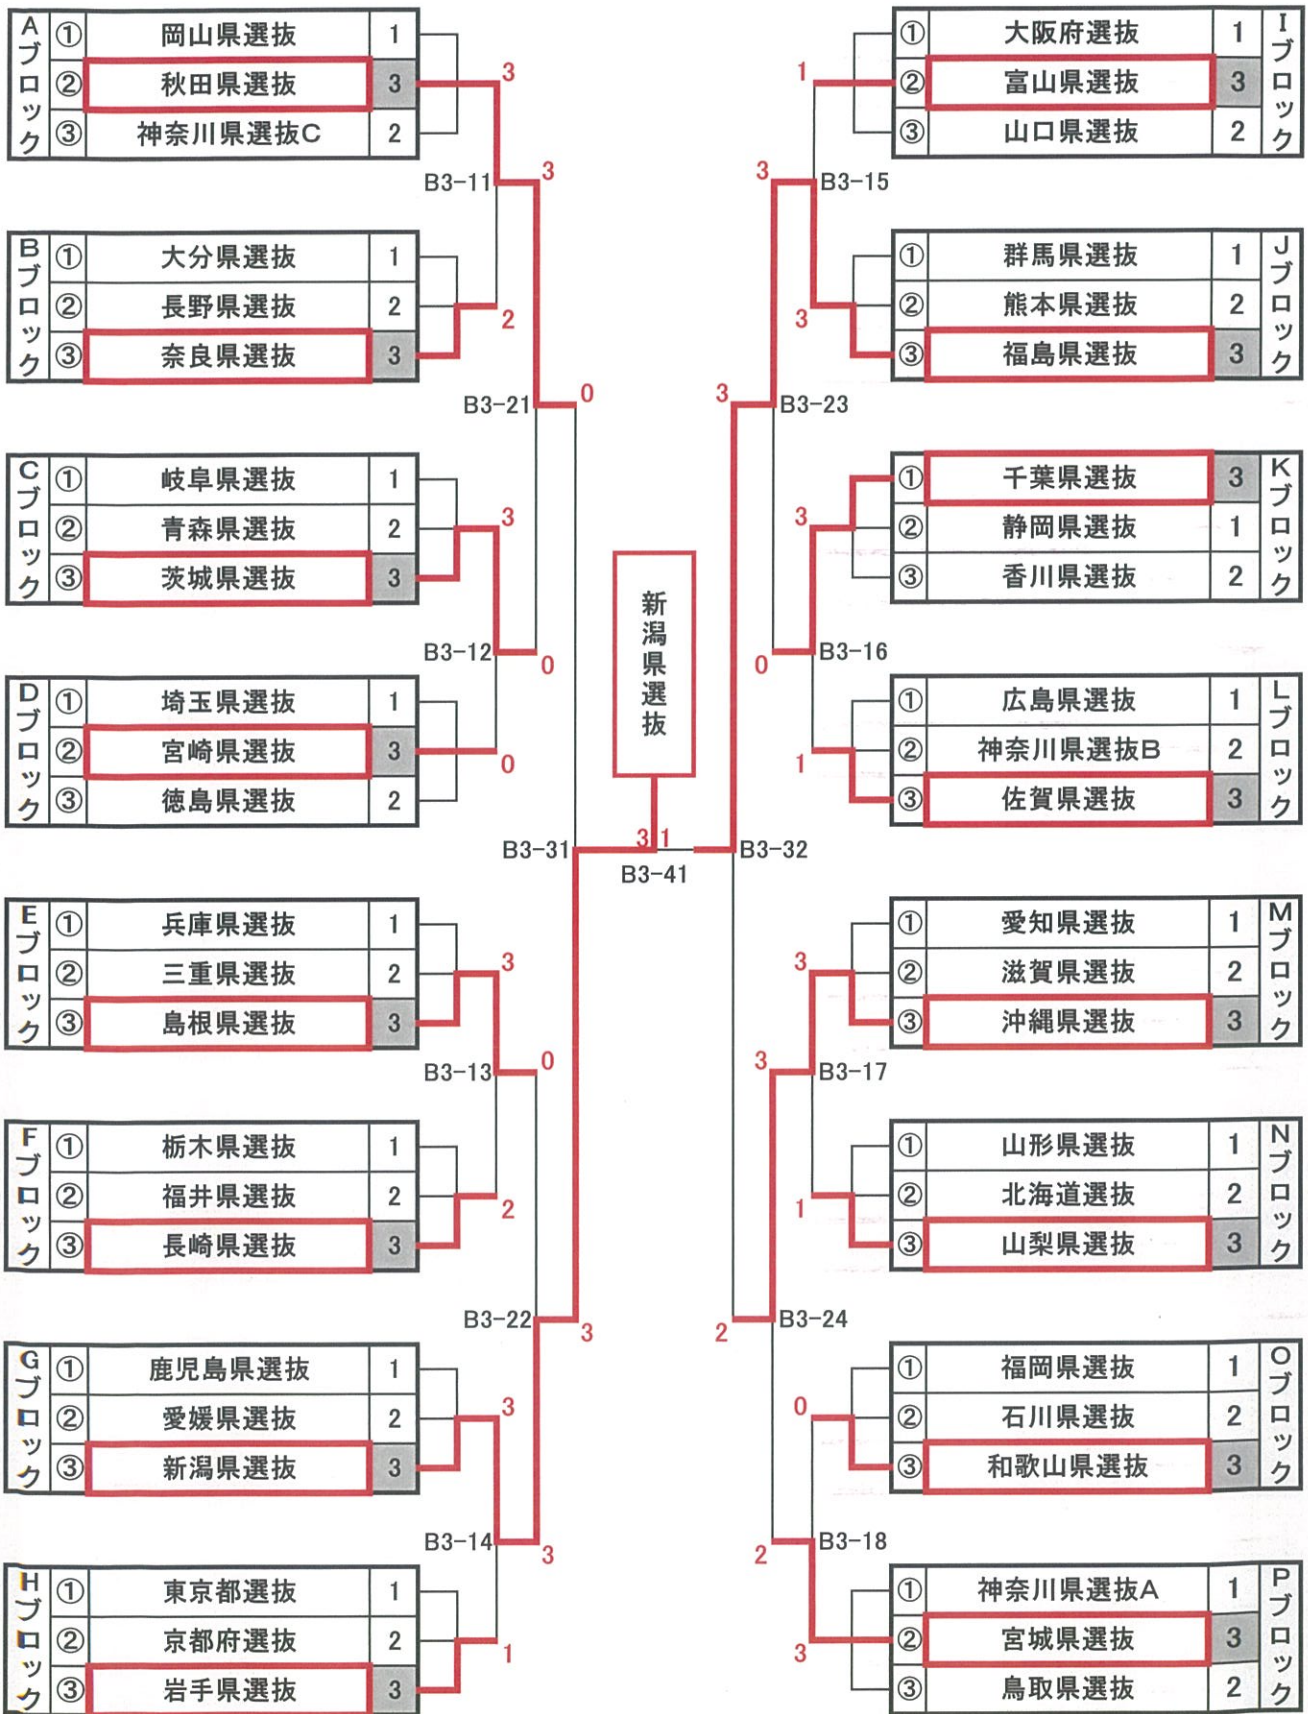 Aブロック
① 岡山県選抜 1
② 秋田県選抜 3
③ 神奈川県選抜C 2
3
B3-11
3
Bブロック
① 大分県選抜 1
② 長野県選抜 2
③ 奈良県選抜 3
2
B3-21
0
Cブロック
① 岐阜県選抜 1
② 青森県選抜 2
③ 茨城県選抜 3
3
B3-12
0
Dブロック
① 埼玉県選抜 1
② 宮崎県選抜 3
③ 徳島県選抜 2
0
B3-31
Eブロック
① 兵庫県選抜 1
② 三重県選抜 2
③ 島根県選抜 3
3
B3-13
0
Fブロック
① 栃木県選抜 1
② 福井県選抜 2
③ 長崎県選抜 3
2
B3-22
3
Gブロック
① 鹿児島県選抜 1
② 愛媛県選抜 2
③ 新潟県選抜 3
3
B3-14
3
Hブロック
① 東京都選抜 1
② 京都府選抜 2
③ 岩手県選抜 3
1
新潟県選抜
3 1
B3-41
Iブロック
① 大阪府選抜 1
② 富山県選抜 3
③ 山口県選抜 2
1
3
B3-15
Jブロック
① 群馬県選抜 1
② 熊本県選抜 2
③ 福島県選抜 3
3
3
B3-23
Kブロック
① 千葉県選抜 3
② 静岡県選抜 1
③ 香川県選抜 2
3
0
B3-16
Lブロック
① 広島県選抜 1
② 神奈川県選抜B 2
③ 佐賀県選抜 3
1
B3-32
Mブロック
① 愛知県選抜 1
② 滋賀県選抜 2
③ 沖縄県選抜 3
3
3
B3-17
Nブロック
① 山形県選抜 1
② 北海道選抜 2
③ 山梨県選抜 3
1
2
B3-24
Oブロック
① 福岡県選抜 1
② 石川県選抜 2
③ 和歌山県選抜 3
0
2
B3-18
Pブロック
① 神奈川県選抜A 1
② 宮城県選抜 3
③ 鳥取県選抜 2
3